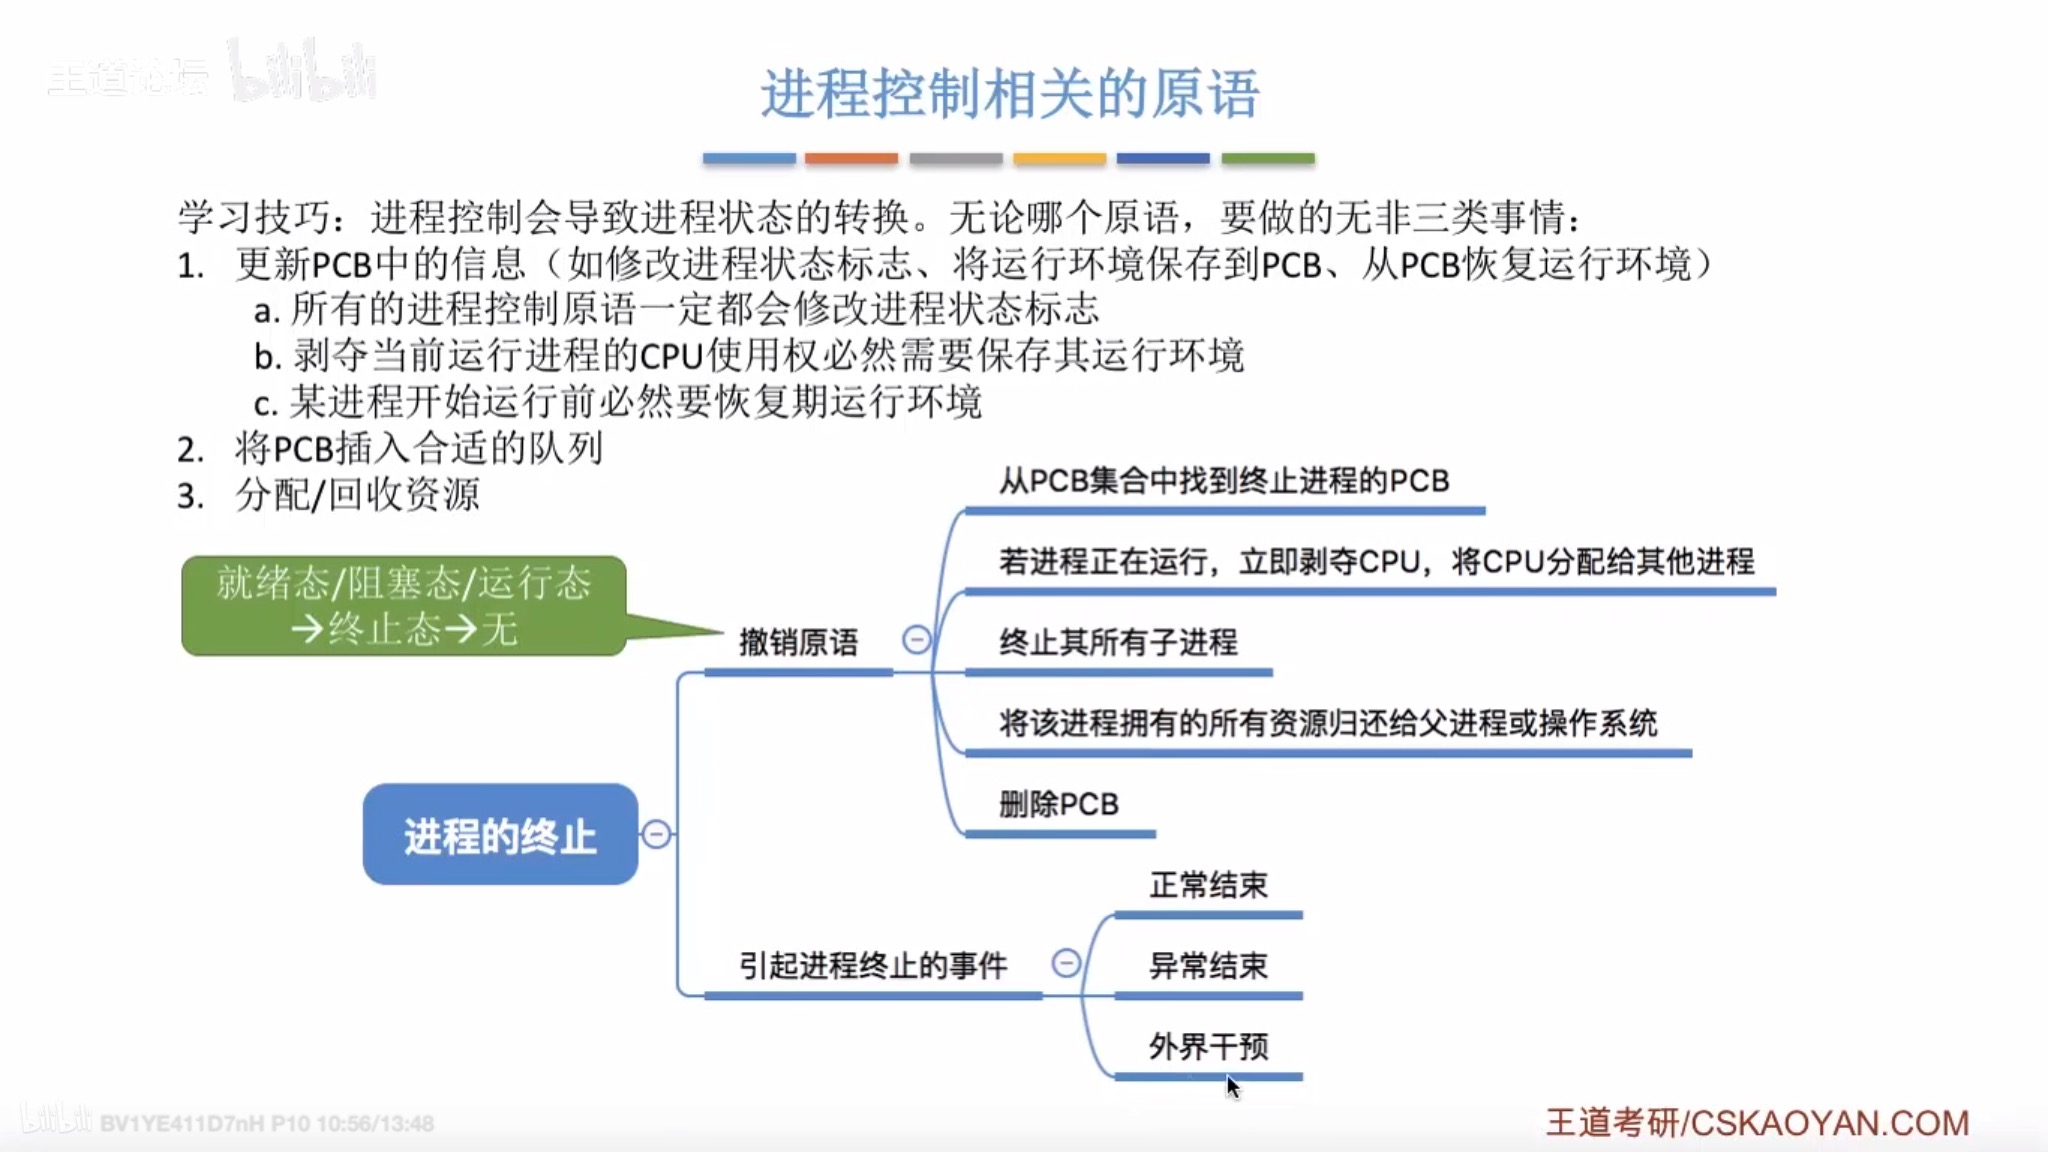 王道论坛 bilibili
进程控制相关的原语
学习技巧：进程控制会导致进程状态的转换。无论哪个原语，要做的无非三类事情：
1. 更新PCB中的信息（如修改进程状态标志、将运行环境保存到PCB、从PCB恢复运行环境）
a. 所有的进程控制原语一定都会修改进程状态标志
b. 剥夺当前运行进程的CPU使用权必然需要保存其运行环境
c. 某进程开始运行前必然要恢复期运行环境
2. 将PCB插入合适的队列
3. 分配/回收资源
就绪态/阻塞态/运行态
→终止态→无
进程的终止
撤销原语
从PCB集合中找到终止进程的PCB
若进程正在运行，立即剥夺CPU，将CPU分配给其他进程
终止其所有子进程
将该进程拥有的所有资源归还给父进程或操作系统
删除PCB
引起进程终止的事件
正常结束
异常结束
外界干预
bilibili BV1YE411D7nH P10 10:56/13:48
王道考研/CSKAOYAN.COM